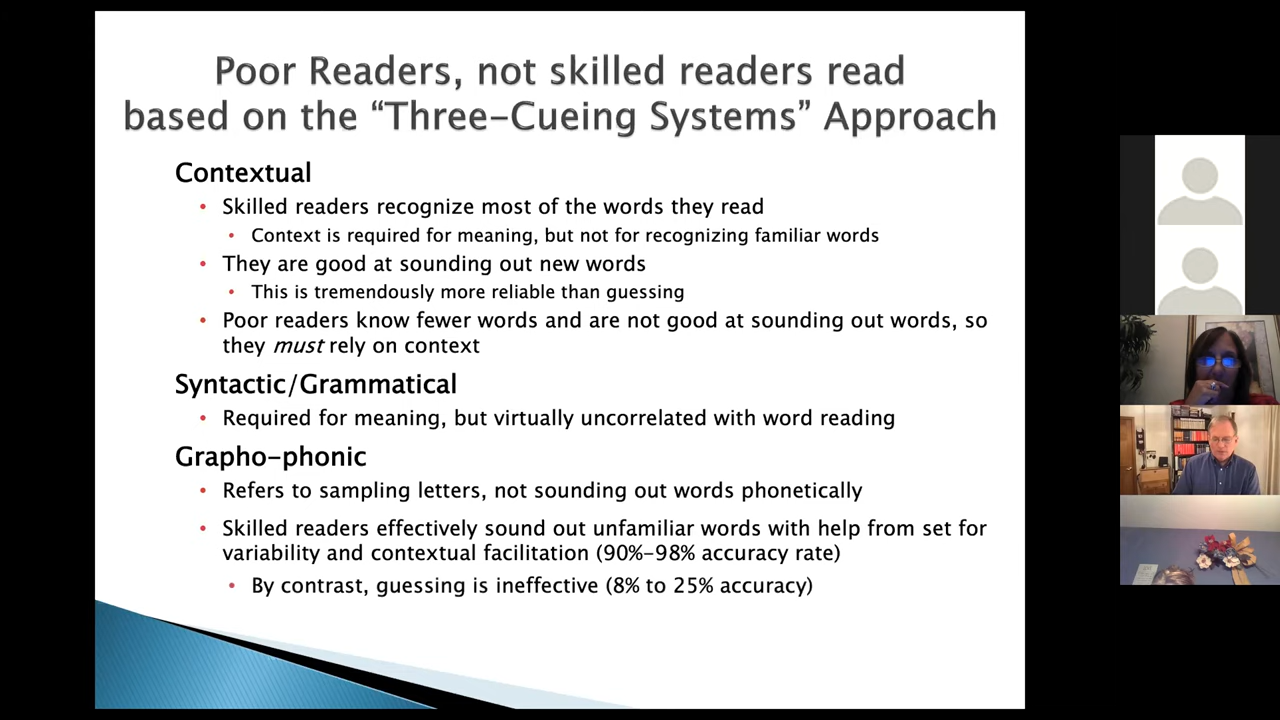 Poor Readers, not skilled readers read
based on the “Three-Cueing Systems” Approach
Contextual
• Skilled readers recognize most of the words they read
• Context is required for meaning, but not for recognizing familiar words
• They are good at sounding out new words
• This is tremendously more reliable than guessing
• Poor readers know fewer words and are not good at sounding out words, so
they must rely on context
Syntactic/Grammatical
• Required for meaning, but virtually uncorrelated with word reading
Grapho-phonic
• Refers to sampling letters, not sounding out words phonetically
• Skilled readers effectively sound out unfamiliar words with help from set for
variability and contextual facilitation (90%-98% accuracy rate)
• By contrast, guessing is ineffective (8% to 25% accuracy)